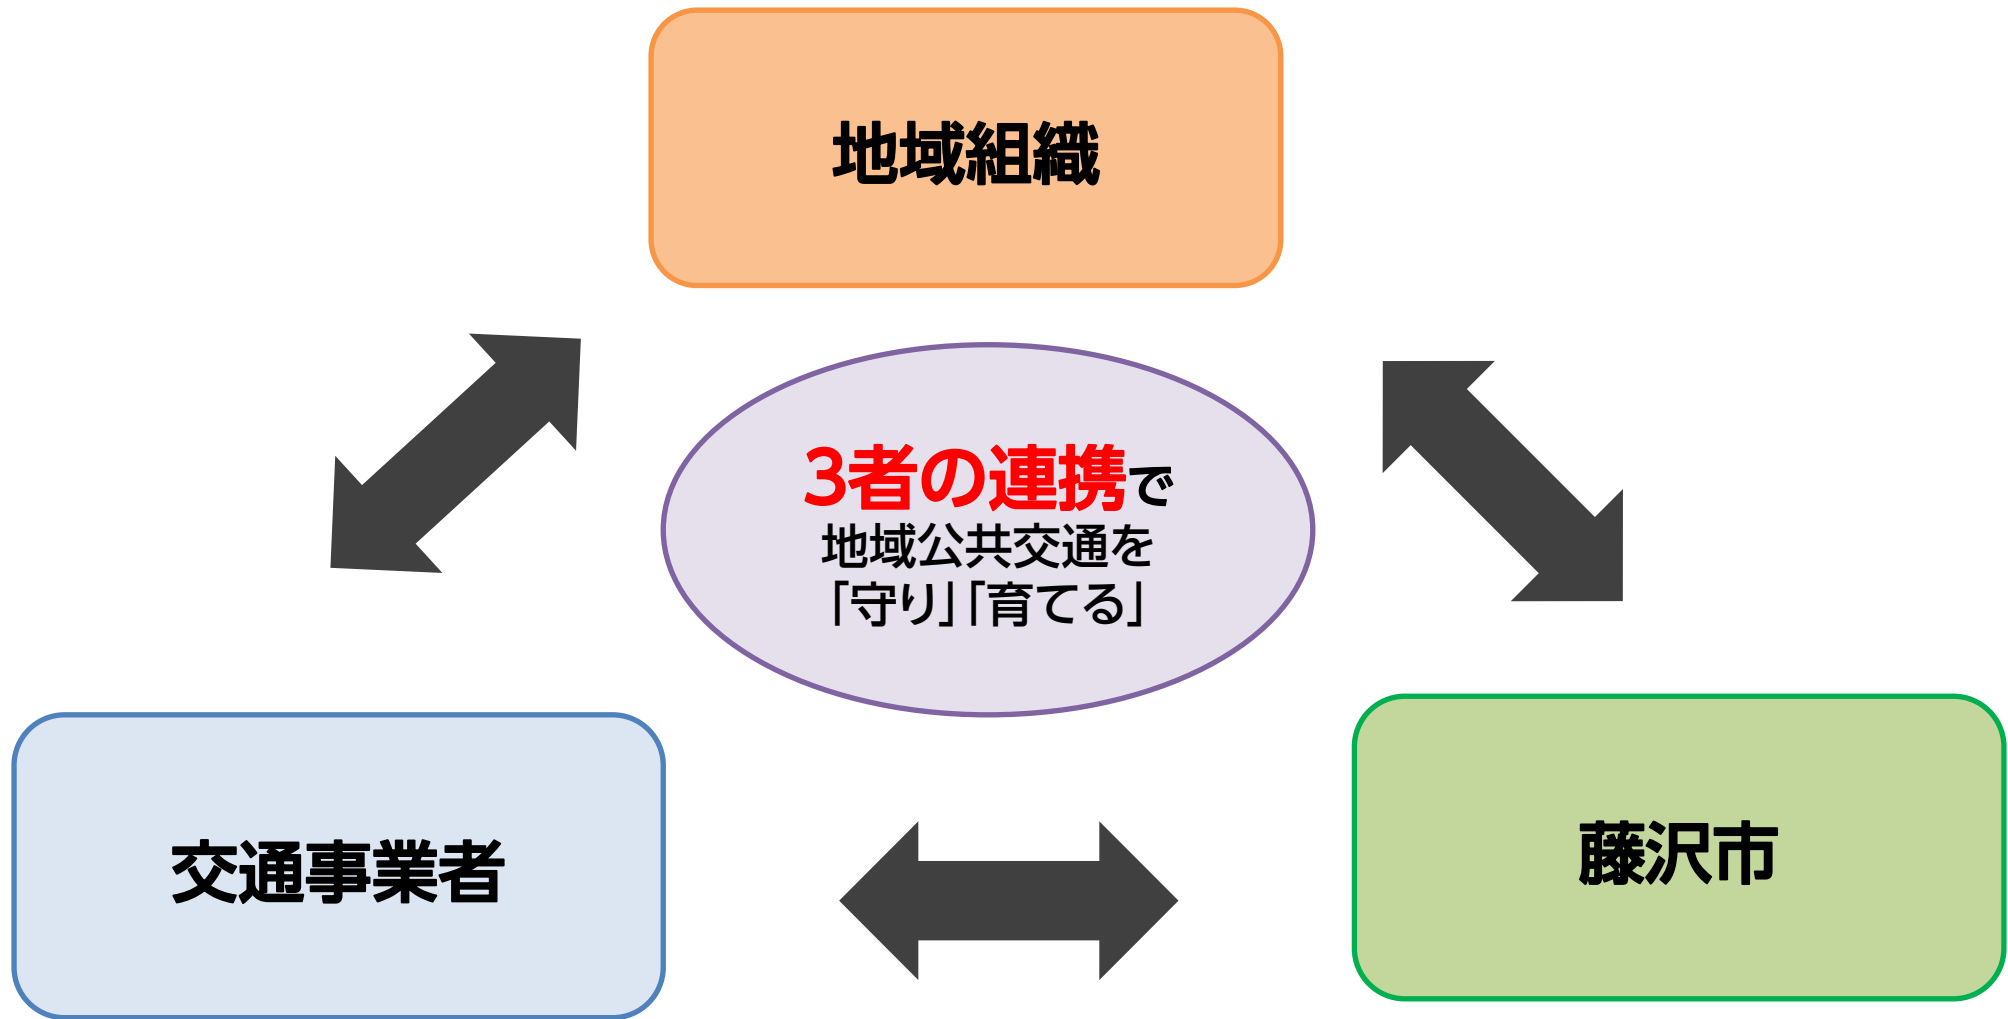 地域組織
3者の連携で
地域公共交通を
「守り」「育てる」
交通事業者
藤沢市